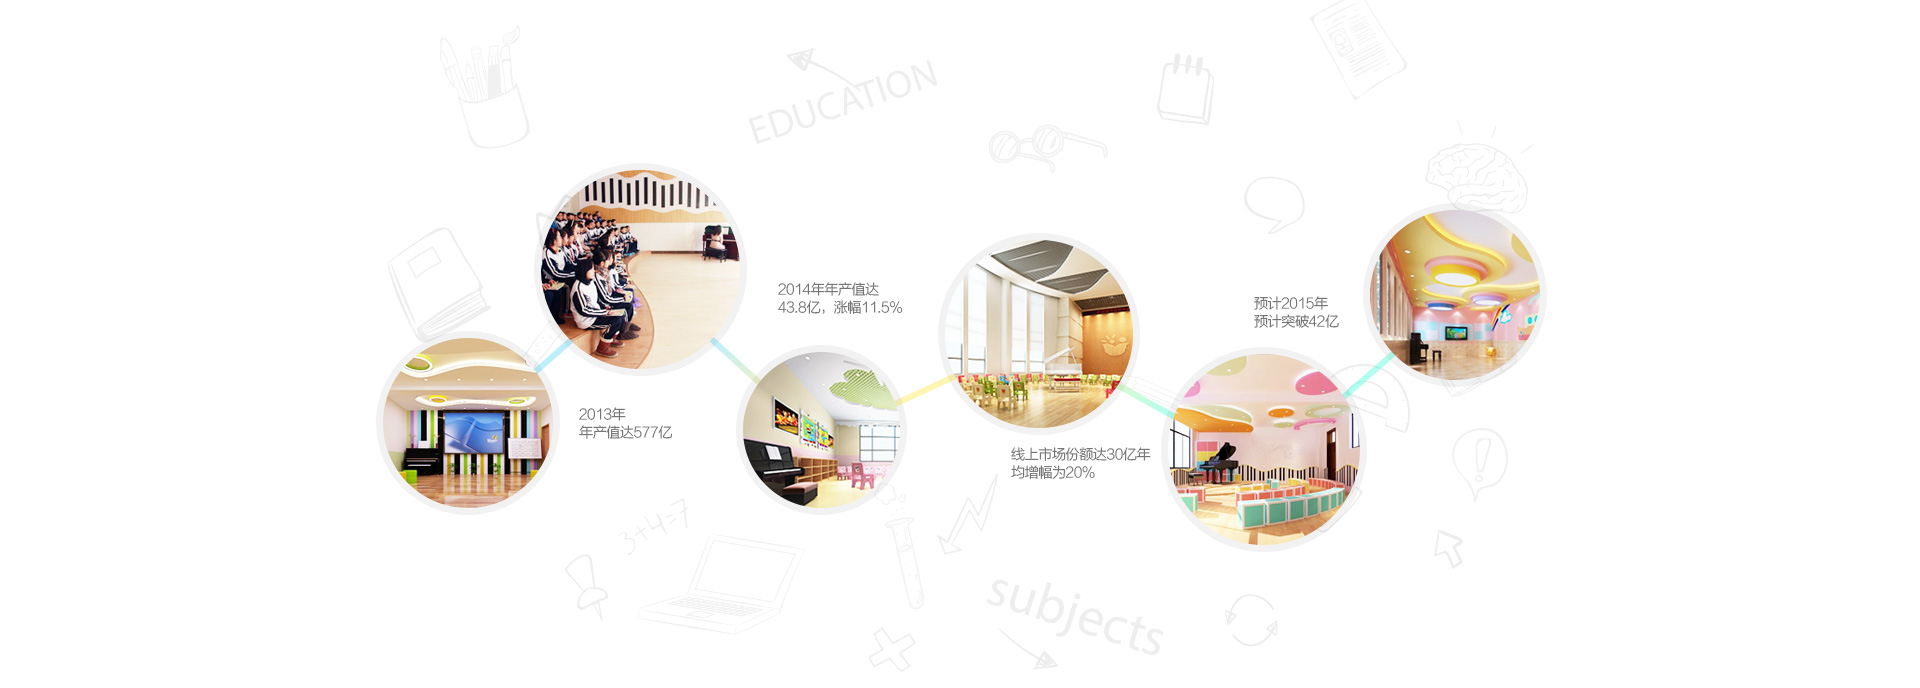 EDUCATION
2013年
年产值达577亿
2014年年产值达
43.8亿，涨幅11.5%
线上市场份额达30亿年
均增幅为20%
预计2015年
预计突破42亿
3+4=7
subjects